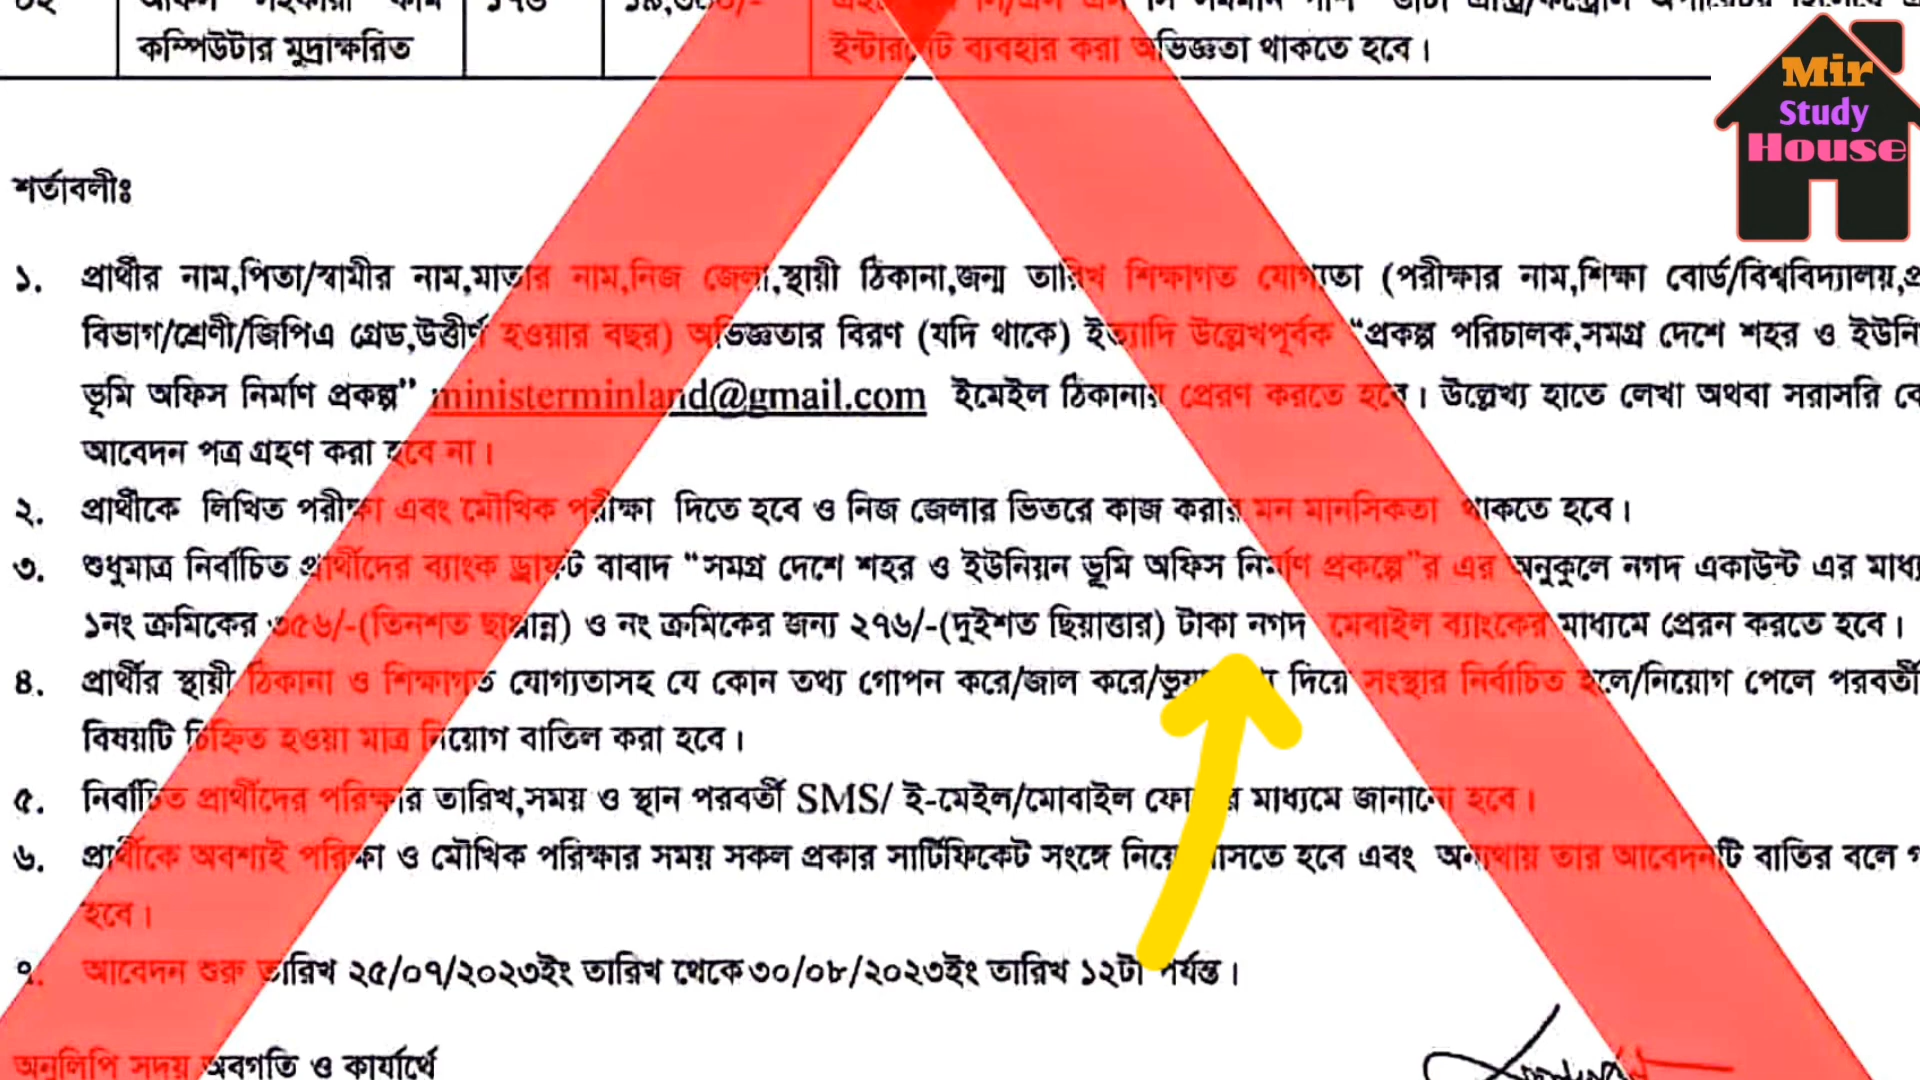 কম্পিউটার মুদ্রাক্ষরিত
ইন্টারনেট ব্যবহার করা অভিজ্ঞতা থাকতে হবে।
Mir
Study
House
শর্তাবলীঃ
১. প্রার্থীর নাম,পিতা/স্বামীর নাম,মাতার নাম,নিজ জেলা,স্থায়ী ঠিকানা,জন্ম তারিখ শিক্ষাগত যোগ্যতা (পরীক্ষার নাম,শিক্ষা বোর্ড/বিশ্ববিদ্যালয়,
বিভাগ/শ্রেণী/জিপিএ গ্রেড,উত্তীর্ণ হওয়ার বছর) অভিজ্ঞতার বিবরণ (যদি থাকে) ইত্যাদি উল্লেখপূর্বক “প্রকল্প পরিচালক,সমগ্র দেশে শহর ও
ভূমি অফিস নির্মাণ প্রকল্প” ministerminland@gmail.com ইমেইল ঠিকানায় প্রেরণ করতে হবে। উল্লেখ্য হাতে লেখা অথবা সরাসরি
আবেদন পত্র গ্রহণ করা হবে না।
২. প্রার্থীকে লিখিত পরীক্ষা এবং মৌখিক পরীক্ষা দিতে হবে ও নিজ জেলার ভিতরে কাজ করার মন মানসিকতা থাকতে হবে।
৩. শুধুমাত্র নির্বাচিত প্রার্থীদের ব্যাংক ড্রাফট বাবাদ “সমগ্র দেশে শহর ও ইউনিয়ন ভূমি অফিস নির্মাণ প্রকল্পে”র এর অনুকুলে নগদ একাউন্ট এর
১নং ক্রমিকের ৩৫৬/-(তিনশত ছাপ্পান্ন) ও নং ক্রমিকের জন্য ২৭৬/-(দুইশত ছিয়াত্তার) টাকা নগদ মোবাইল ব্যাংকের মাধ্যমে প্রেরন করতে হবে।
৪. প্রার্থীর স্থায়ী ঠিকানা ও শিক্ষাগত যোগ্যতাসহ যে কোন তথ্য গোপন করে/জাল করে/ দিয়ে সংস্থার নির্বাচিত হলে/নিয়োগ পেলে পরবর্তী
বিষয়টি চিহ্নিত হওয়া মাত্র নিয়োগ বাতিল করা হবে।
৫. নির্বাচিত প্রার্থীদের পরিক্ষার তারিখ,সময় ও স্থান পরবর্তী SMS/ ই-মেইল/মোবাইল ফোনের মাধ্যমে জানানো হবে।
৬. প্রার্থীকে অবশ্যই পরিক্ষা ও মৌখিক পরিক্ষার সময় সকল প্রকার সার্টিফিকেট সংঙ্গে নিয়ে আসতে হবে এবং অন্যথায় তার আবেদনটি বাতির বলে
হবে।
৭. আবেদন শুরু তারিখ ২৫/০৭/২০২৩ইং তারিখ থেকে ৩০/০৮/২০২৩ইং তারিখ ১২টা পর্যন্ত।
অনুলিপি সদয় অবগতি ও কার্যার্থে